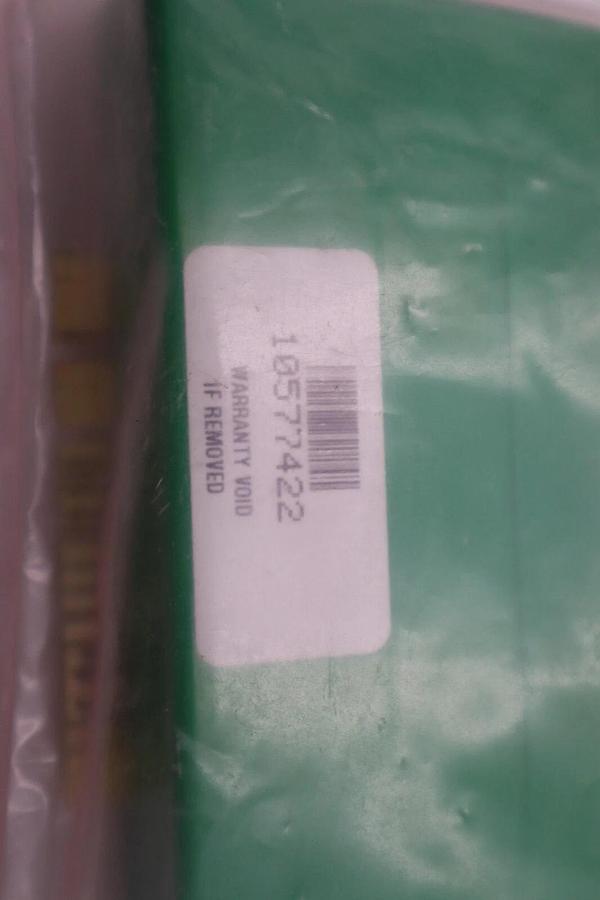 10577422
WARRANTY VOID
IF REMOVED